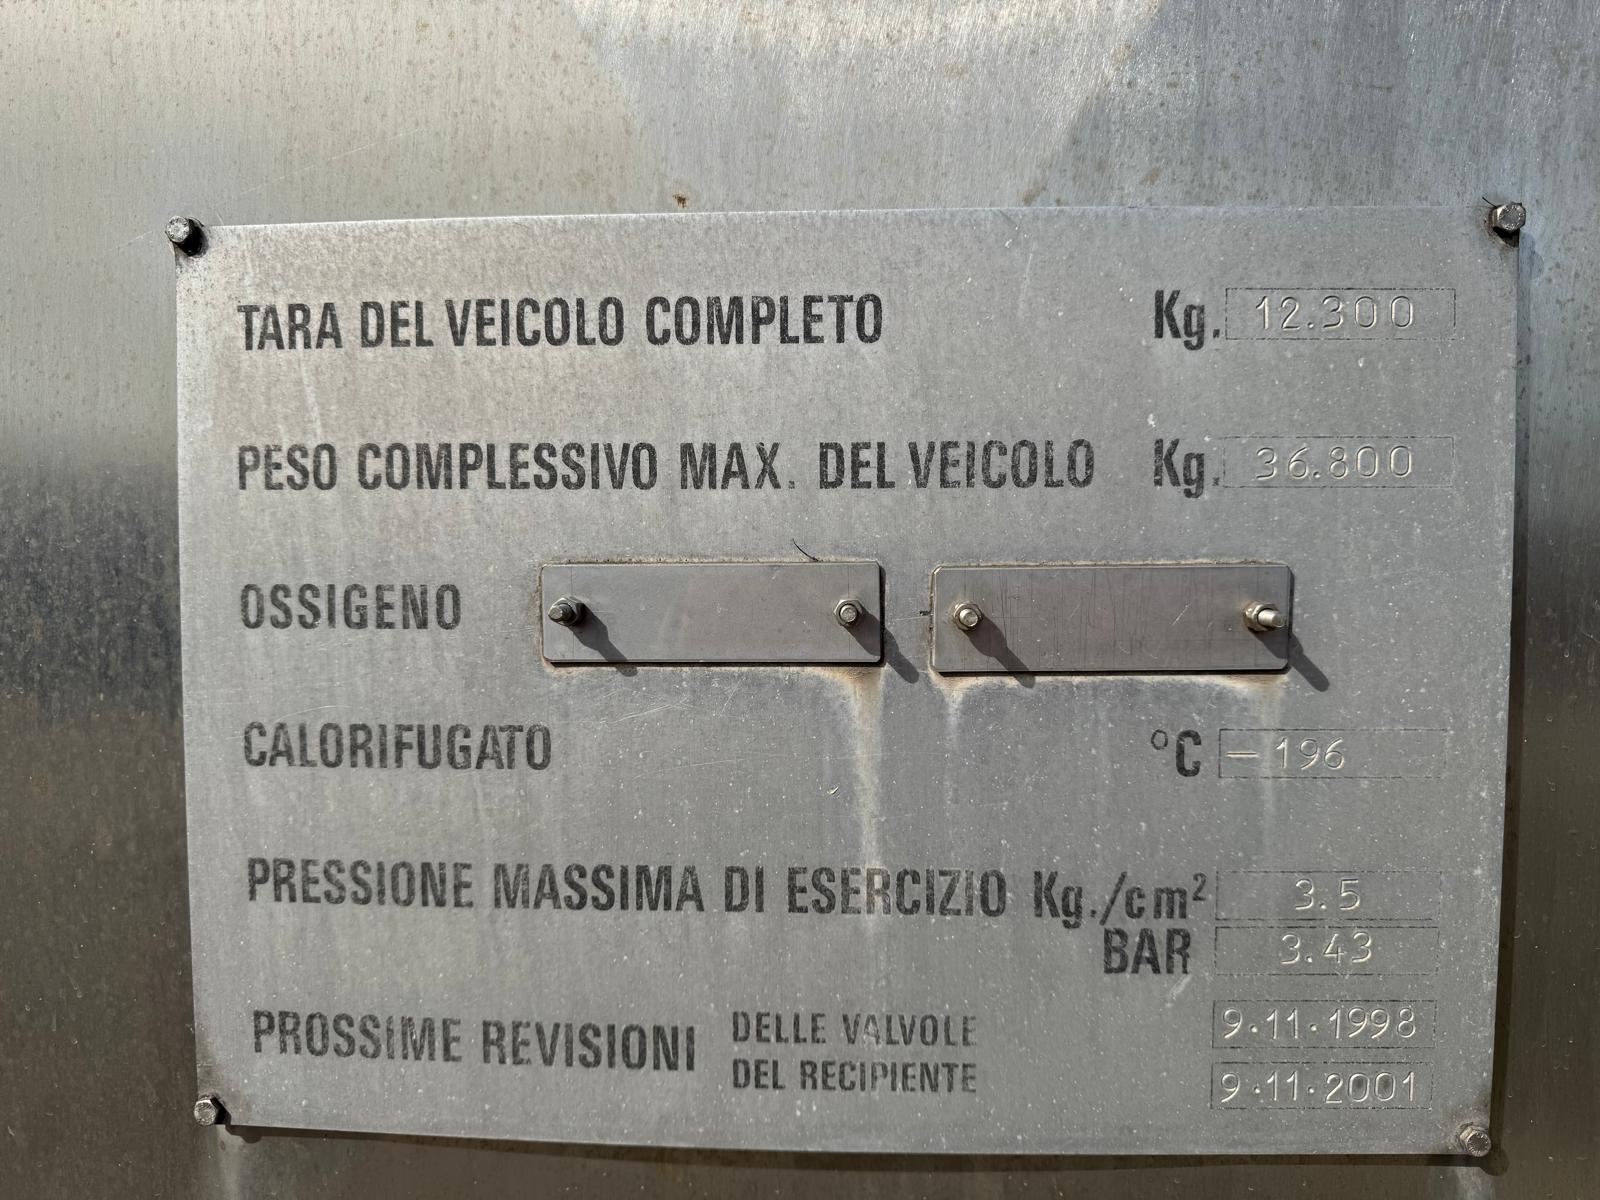 TARA DEL VEICOLO COMPLETO Kg. 12.300
PESO COMPLESSIVO MAX. DEL VEICOLO Kg. 36.800
OSSIGENO
CALORIFUGATO °C - 196
PRESSIONE MASSIMA DI ESERCIZIO Kg./cm² 3.5
BAR 3.43
PROSSIME REVISIONI DELLE VALVOLE 9.11.1998
DEL RECIPIENTE 9.11.2001